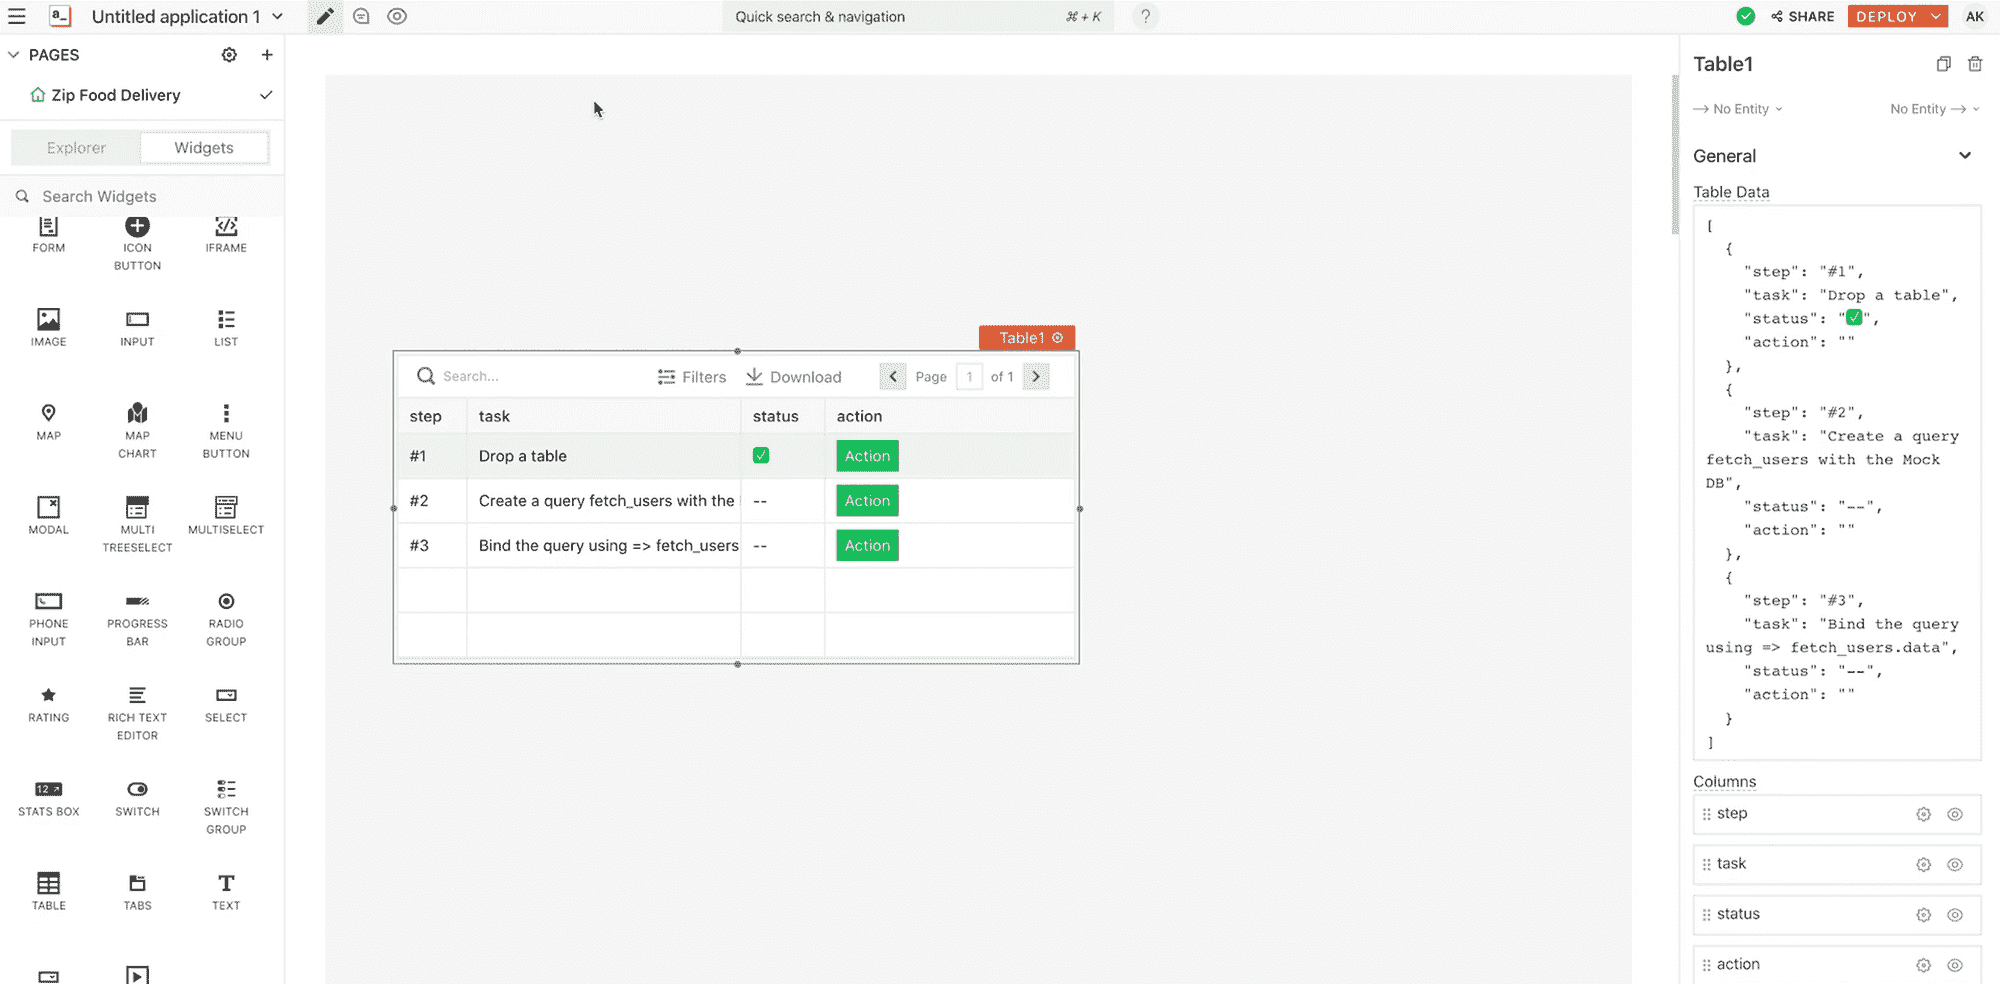 a_
Untitled application 1
Quick search & navigation
⌘ + K
?
SHARE
DEPLOY
AK
PAGES
Zip Food Delivery
Explorer
Widgets
Search Widgets
FORM
ICON
BUTTON
IFRAME
IMAGE
INPUT
LIST
MAP
MAP
CHART
MENU
BUTTON
MODAL
MULTI
TREESELECT
MULTISELECT
PHONE
INPUT
PROGRESS
BAR
RADIO
GROUP
RATING
RICH TEXT
EDITOR
SELECT
12
STATS BOX
SWITCH
SWITCH
GROUP
TABLE
TABS
TEXT
Table1
Search...
Filters
Download
Page 1 of 1
step task status action
#1 Drop a table ✅ Action
#2 Create a query fetch_users with the -- Action
#3 Bind the query using => fetch_users -- Action
Table1
No Entity
No Entity
General
Table Data
[
{
"step": "#1",
"task": "Drop a table",
"status": "✅",
"action": ""
},
{
"step": "#2",
"task": "Create a query
fetch_users with the Mock
DB",
"status": "--",
"action": ""
},
{
"step": "#3",
"task": "Bind the query
using => fetch_users.data",
"status": "--",
"action": ""
}
]
Columns
step
task
status
action